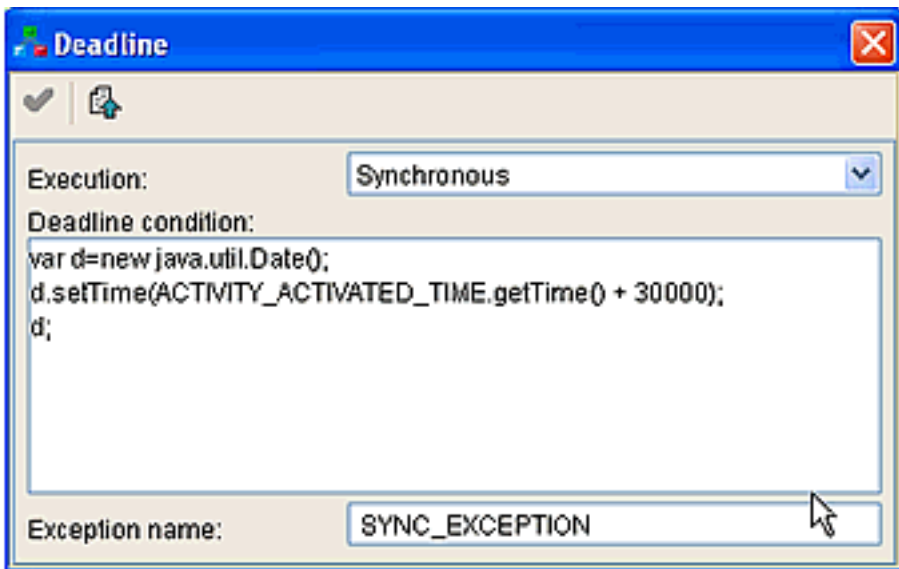 Deadline
Execution:
Synchronous
Deadline condition:
var d=new java.util.Date();
d.setTime(ACTIVITY_ACTIVATED_TIME.getTime() + 30000);
d;
Exception name:
SYNC_EXCEPTION